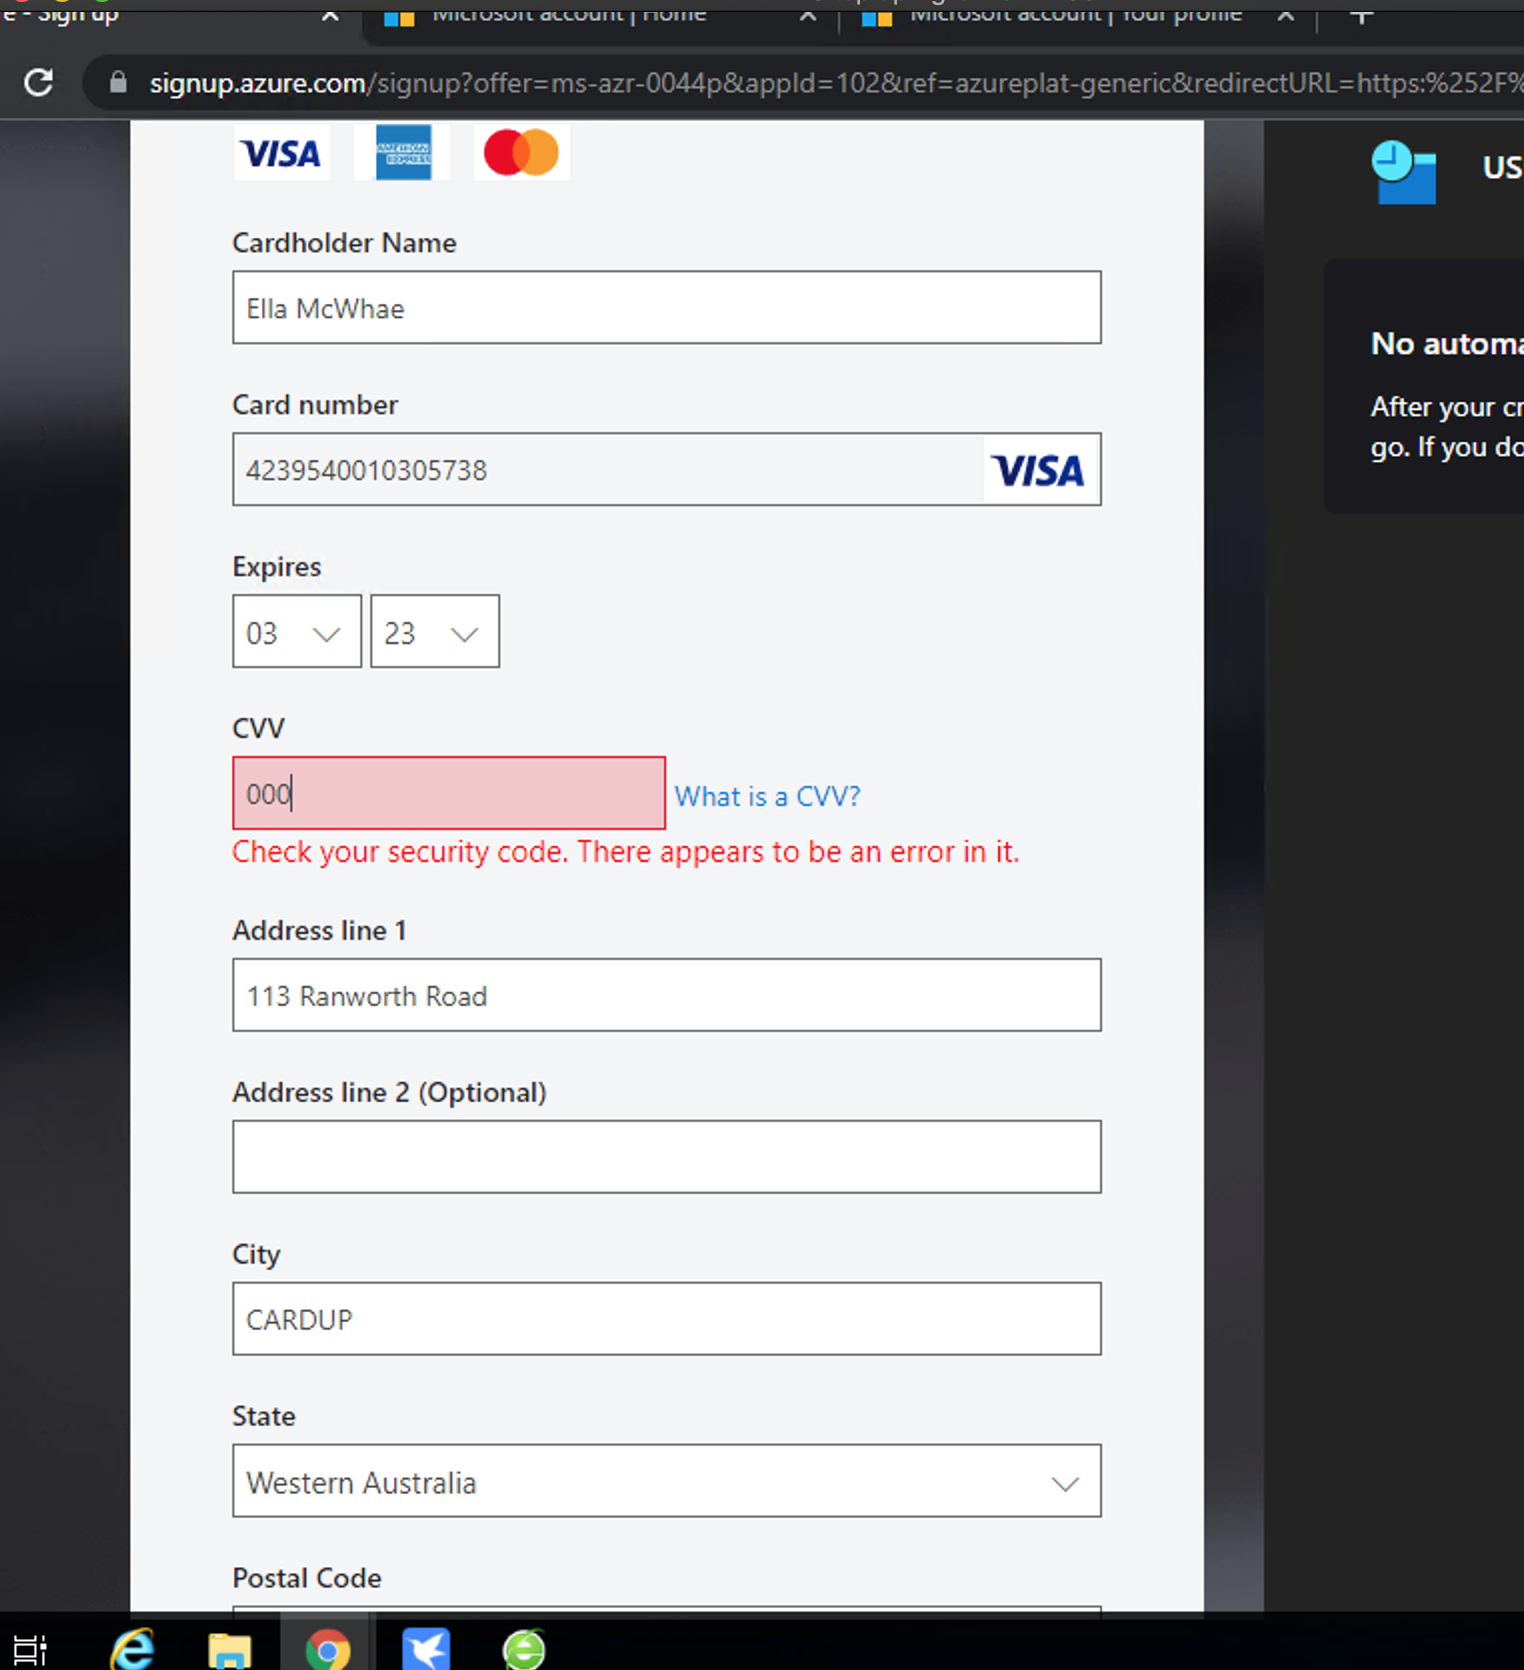 e - Sign up
Microsoft account | Home
Microsoft account | Your profile
signup.azure.com/signup?offer=ms-azr-0044p&appId=102&ref=azureplat-generic&redirectURL=https:%252F%
VISA
AMERICAN
EXPRESS
US
Cardholder Name
Ella McWhae
No automa
After your cr
go. If you do
Card number
4239540010305738
VISA
Expires
03
23
CVV
000
What is a CVV?
Check your security code. There appears to be an error in it.
Address line 1
113 Ranworth Road
Address line 2 (Optional)
City
CARDUP
State
Western Australia
Postal Code